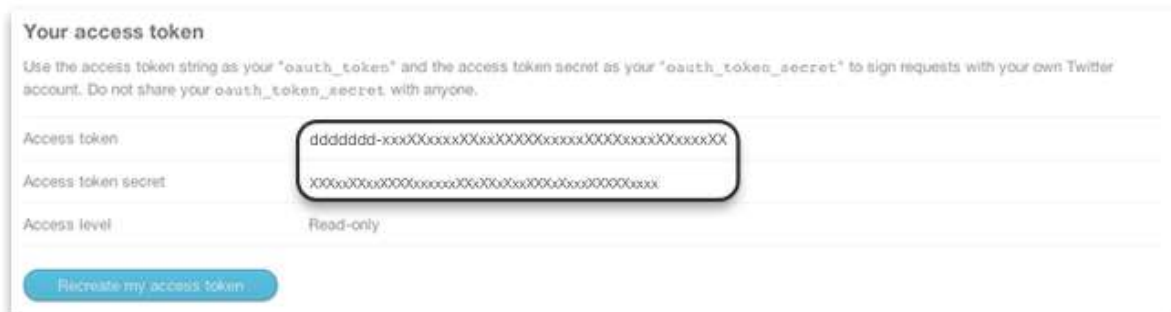 Your access token
Use the access token string as your "oauth_token" and the access token secret as your "oauth_token_secret" to sign requests with your own Twitter
account. Do not share your oauth_token_secret with anyone.
Access token ddddddd-xxxXXxxxxXXxxXXXXXxxxxxXXXXxxxxXXxxxxXX
Access token secret XXXxxXXxxXXXXxxxxxxXXxXXxXxxXXXxXxxxXXXXXxxxx
Access level Read-only
Recreate my access token